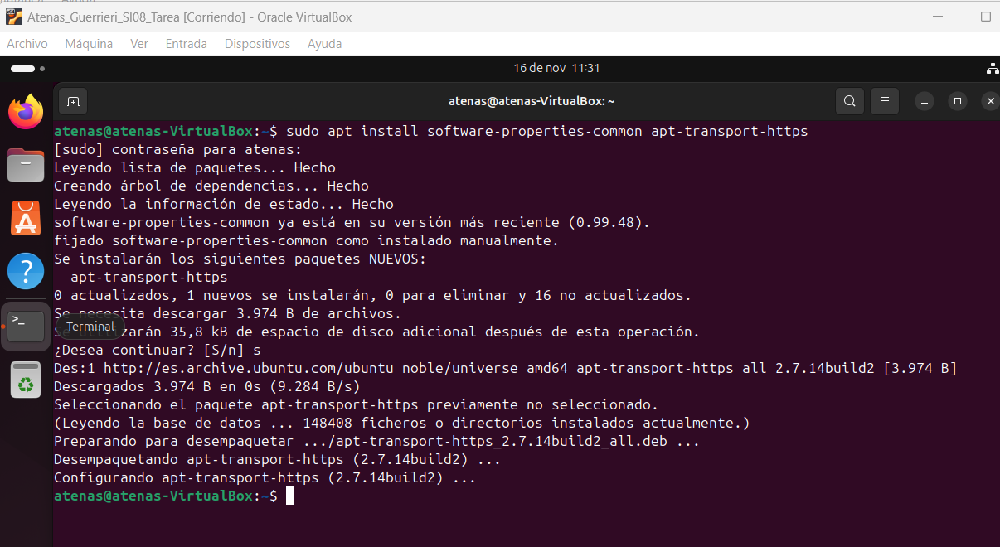 Atenas_Guerrieri_SI08_Tarea [Corriendo] - Oracle VirtualBox
Archivo Máquina Ver Entrada Dispositivos Ayuda
16 de nov 11:31
atenas@atenas-VirtualBox: ~
atenas@atenas-VirtualBox:~$ sudo apt install software-properties-common apt-transport-https
[sudo] contraseña para atenas:
Leyendo lista de paquetes... Hecho
Creando árbol de dependencias... Hecho
Leyendo la información de estado... Hecho
software-properties-common ya está en su versión más reciente (0.99.48).
fijado software-properties-common como instalado manualmente.
Se instalarán los siguientes paquetes NUEVOS:
apt-transport-https
0 actualizados, 1 nuevos se instalarán, 0 para eliminar y 16 no actualizados.
Se necesita descargar 3.974 B de archivos.
Terminal
Se utilizarán 35,8 kB de espacio de disco adicional después de esta operación.
¿Desea continuar? [S/n] s
Des:1 http://es.archive.ubuntu.com/ubuntu noble/universe amd64 apt-transport-https all 2.7.14build2 [3.974 B]
Descargados 3.974 B en 0s (9.284 B/s)
Seleccionando el paquete apt-transport-https previamente no seleccionado.
(Leyendo la base de datos ... 148408 ficheros o directorios instalados actualmente.)
Preparando para desempaquetar .../apt-transport-https_2.7.14build2_all.deb ...
Desempaquetando apt-transport-https (2.7.14build2) ...
Configurando apt-transport-https (2.7.14build2) ...
atenas@atenas-VirtualBox:~$